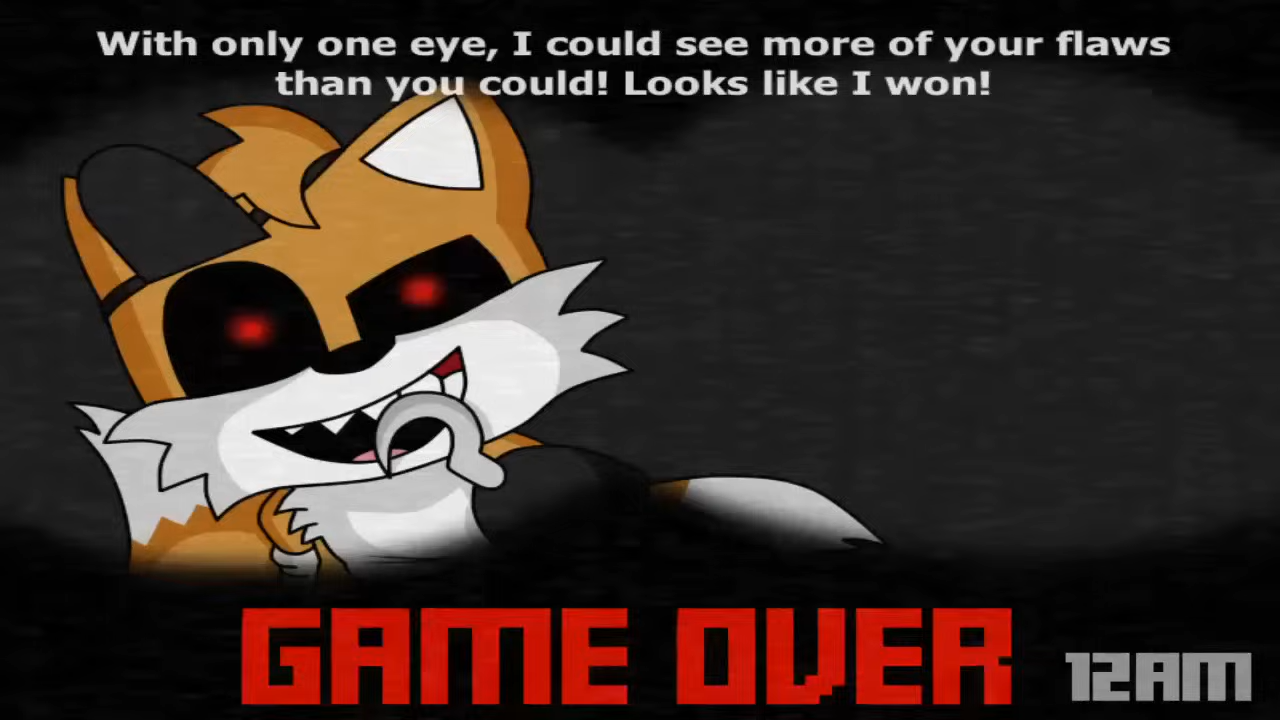 With only one eye, I could see more of your flaws
than you could! Looks like I won!
GAME OVER
12AM